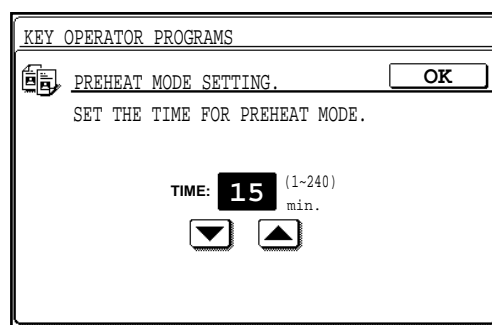 KEY OPERATOR PROGRAMS
PREHEAT MODE SETTING.
OK
SET THE TIME FOR PREHEAT MODE.
TIME: 15 (1~240)
min.